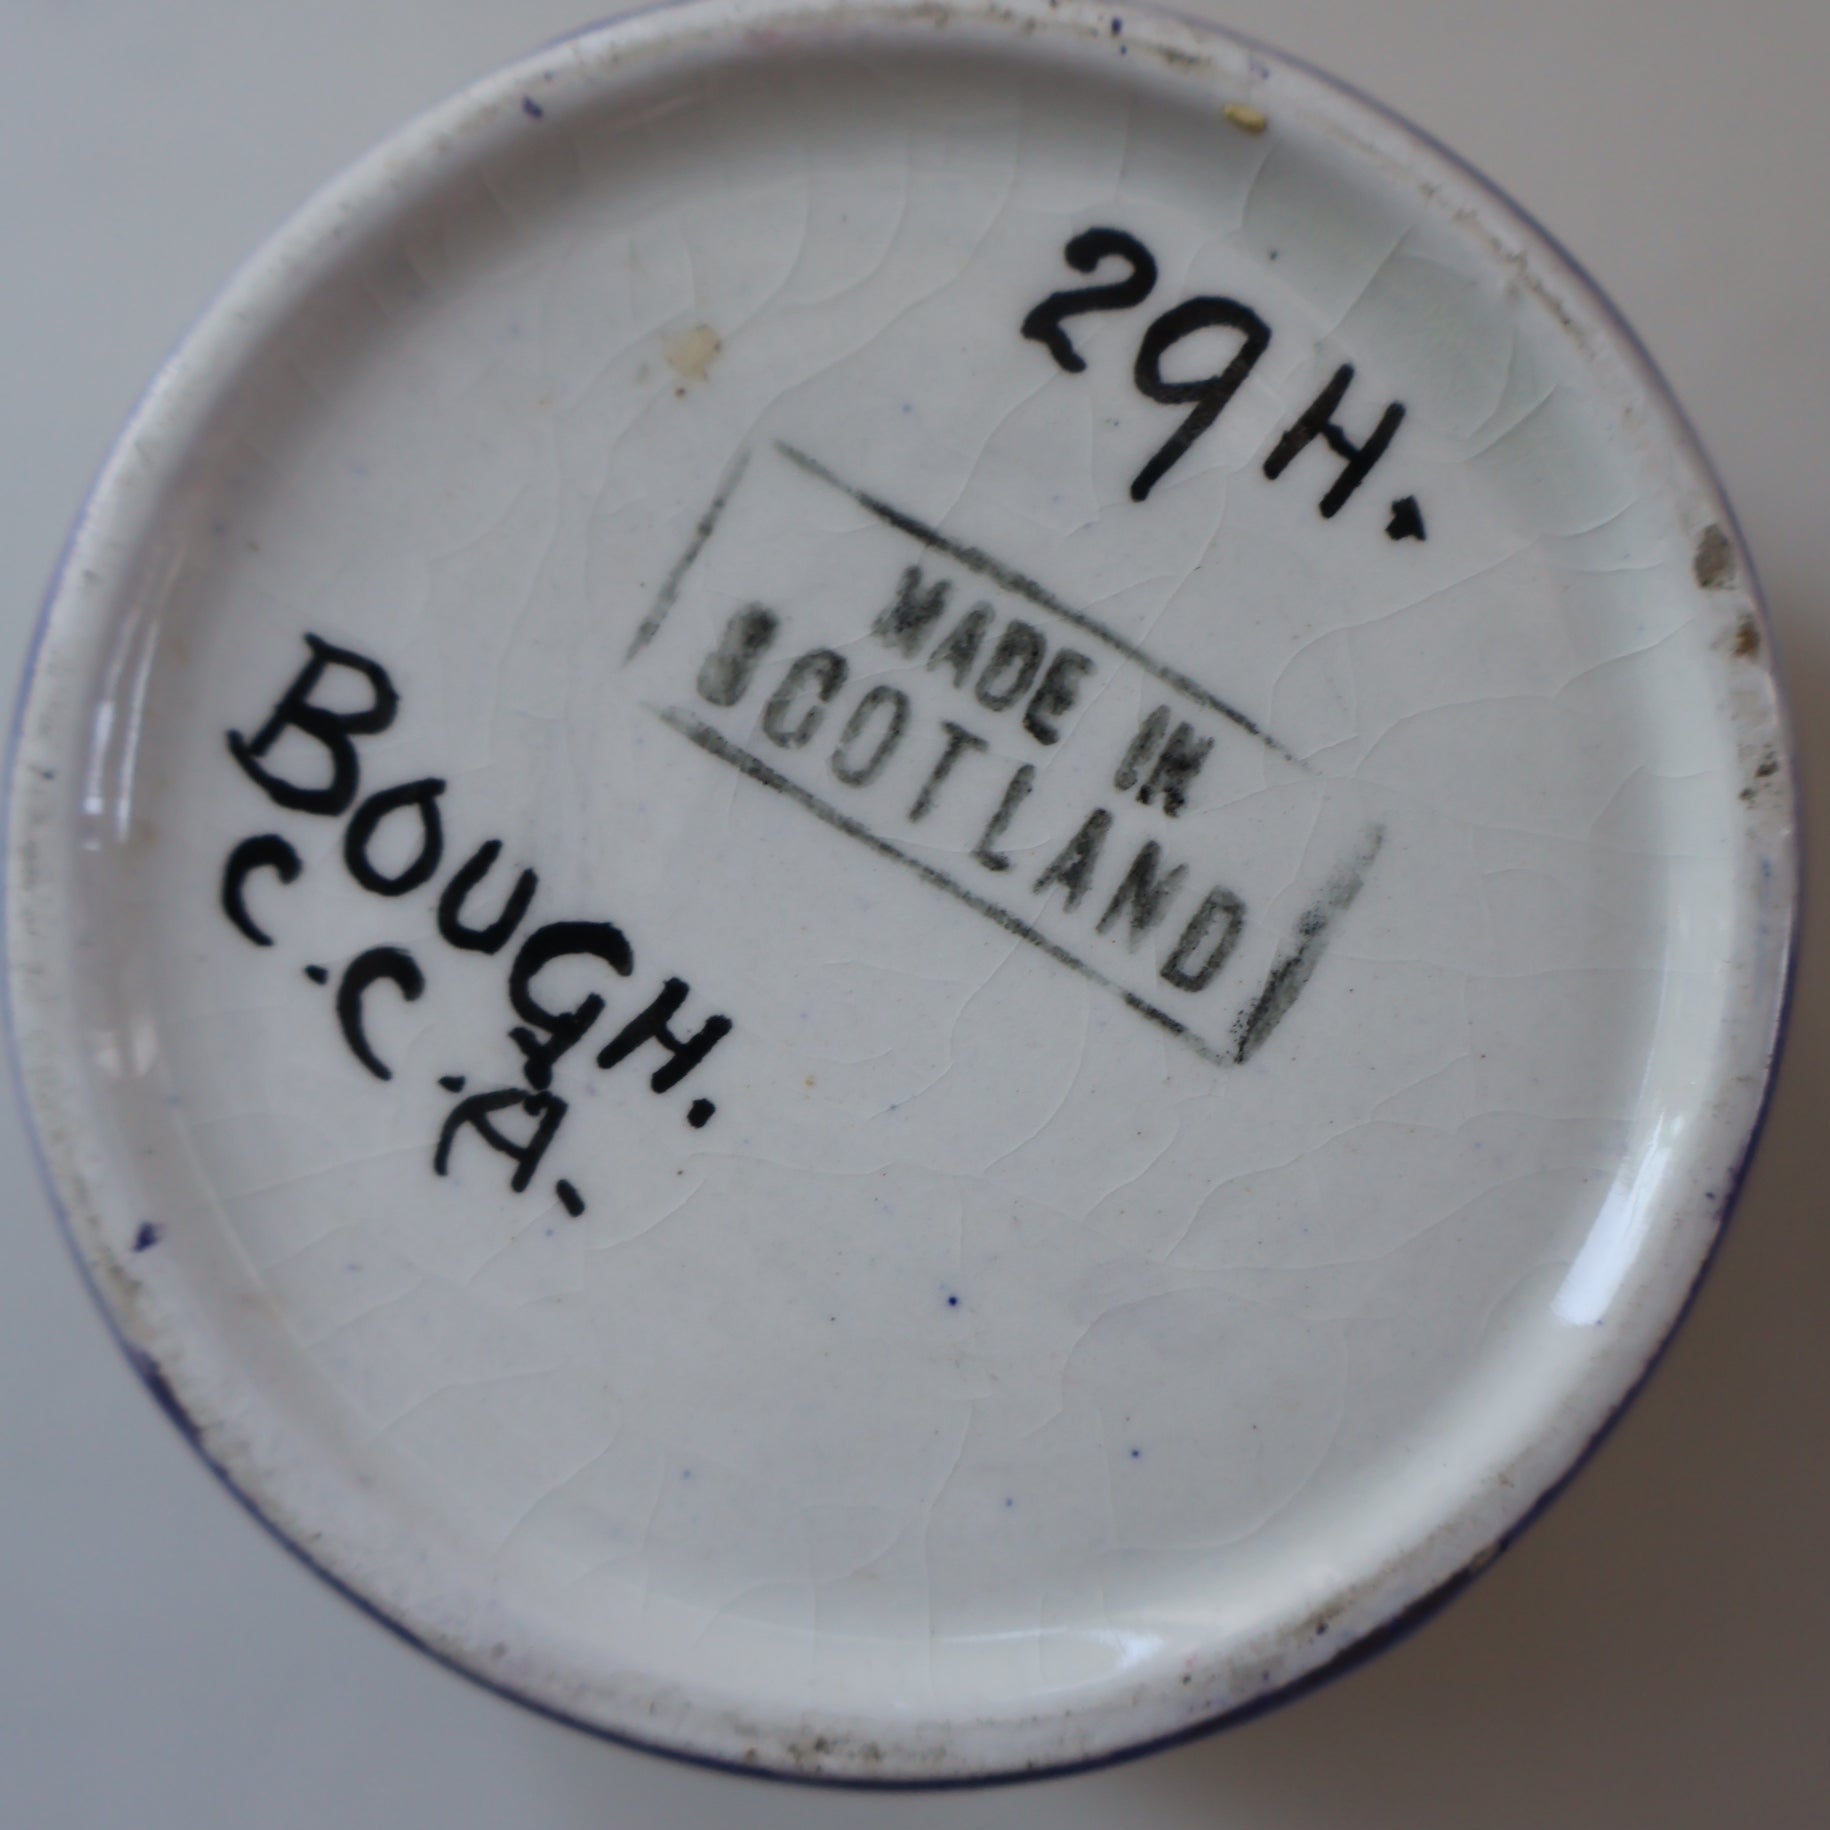 29H.
MADE IN
SCOTLAND
BOUGH.
C.C.A.